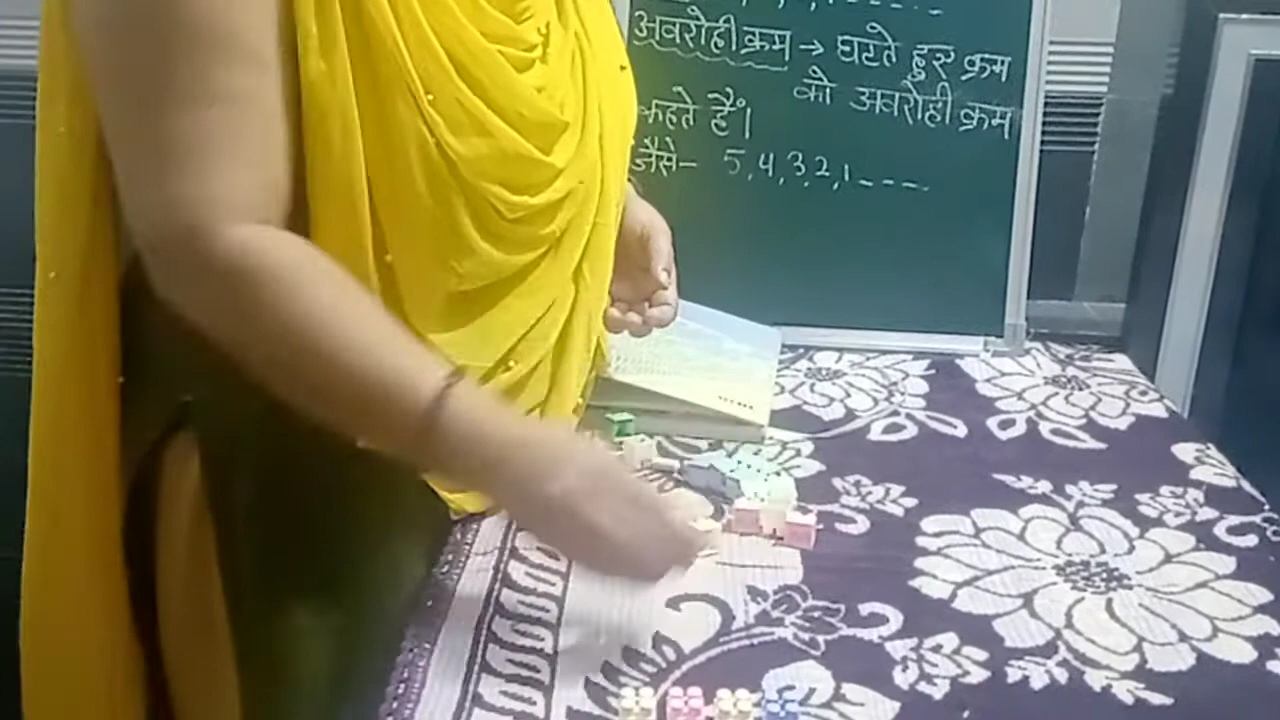 अवरोही क्रम → घटते हुए क्रम
को अवरोही क्रम
कहते हैं।
जैसे- 5,4,3,2,1----